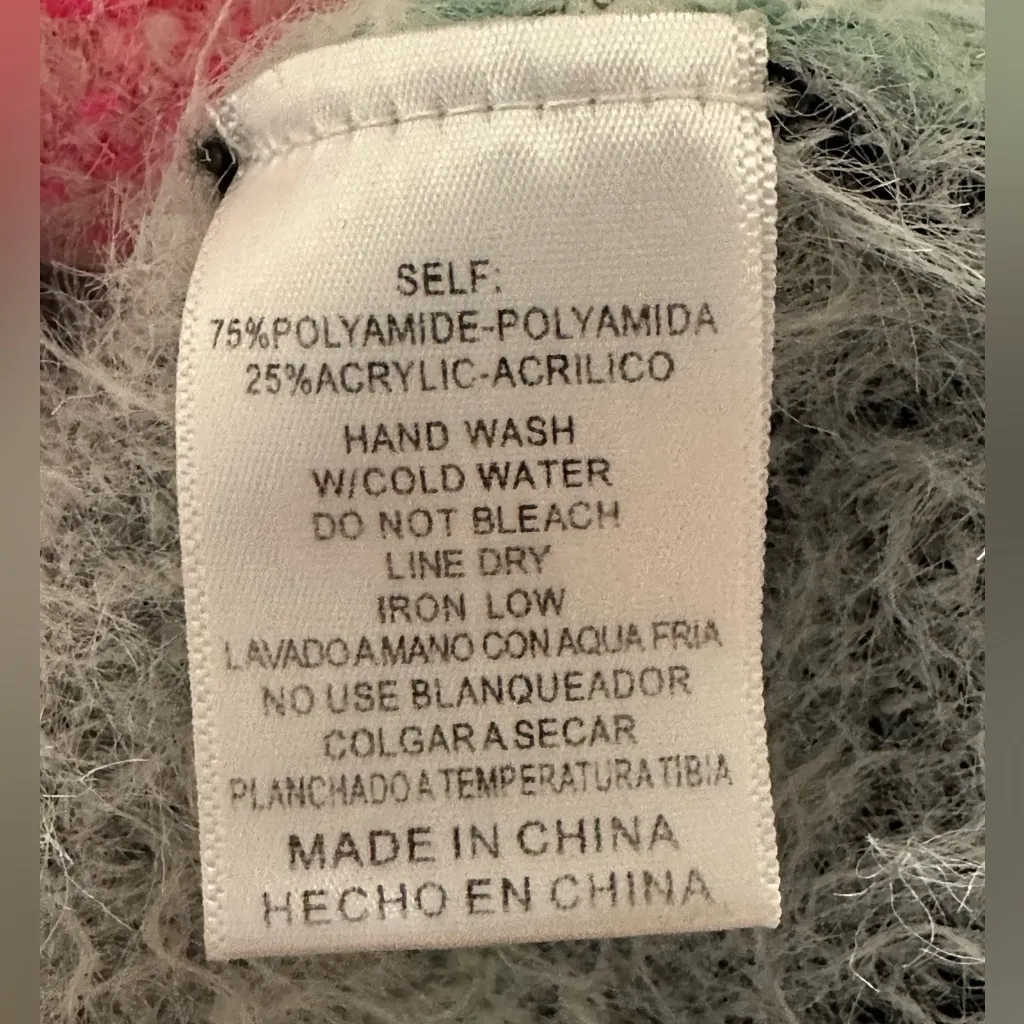 SELF:
75%POLYAMIDE-POLYAMIDA
25%ACRYLIC-ACRILICO
HAND WASH
W/COLD WATER
DO NOT BLEACH
LINE DRY
IRON LOW
LAVADO A MANO CON AQUA FRIA
NO USE BLANQUEADOR
COLGAR A SECAR
PLANCHADO A TEMPERATURA TIBIA
MADE IN CHINA
HECHO EN CHINA